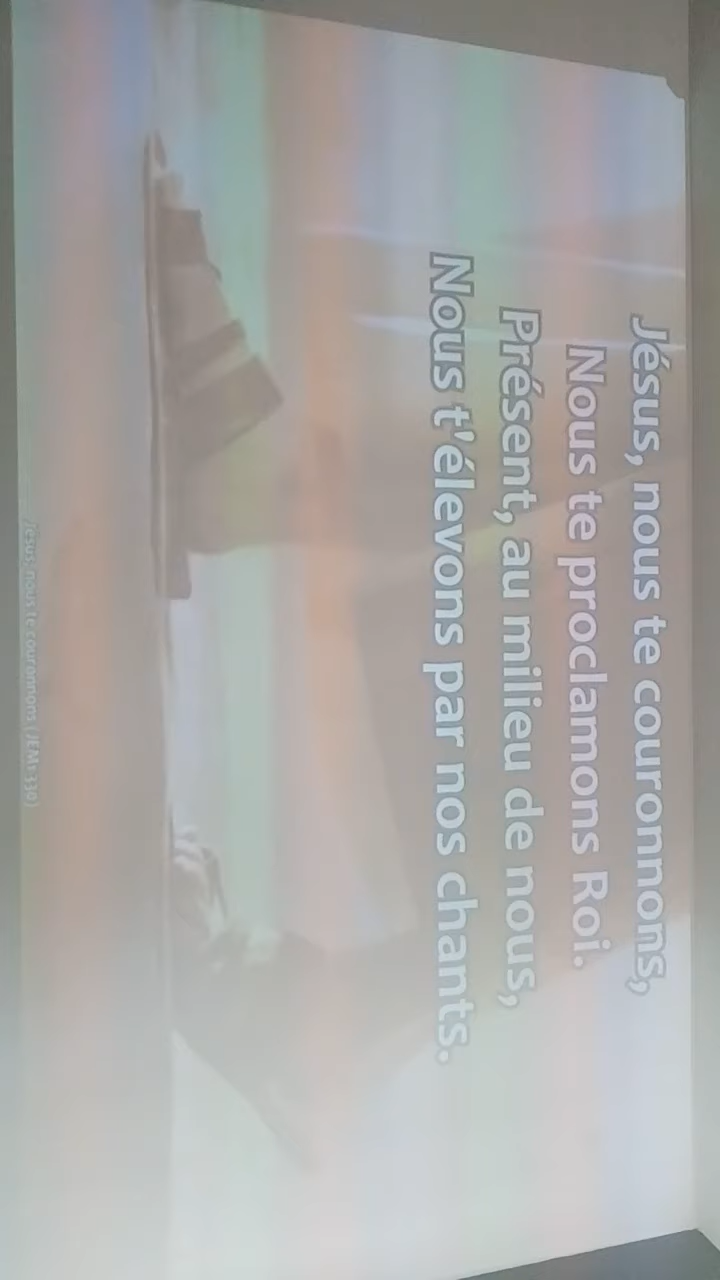 Jésus, nous te couronnons,
Nous te proclamons Roi.
Présent, au milieu de nous,
Nous t'élevons par nos chants.
Jésus, nous te couronnons (JEM 330)